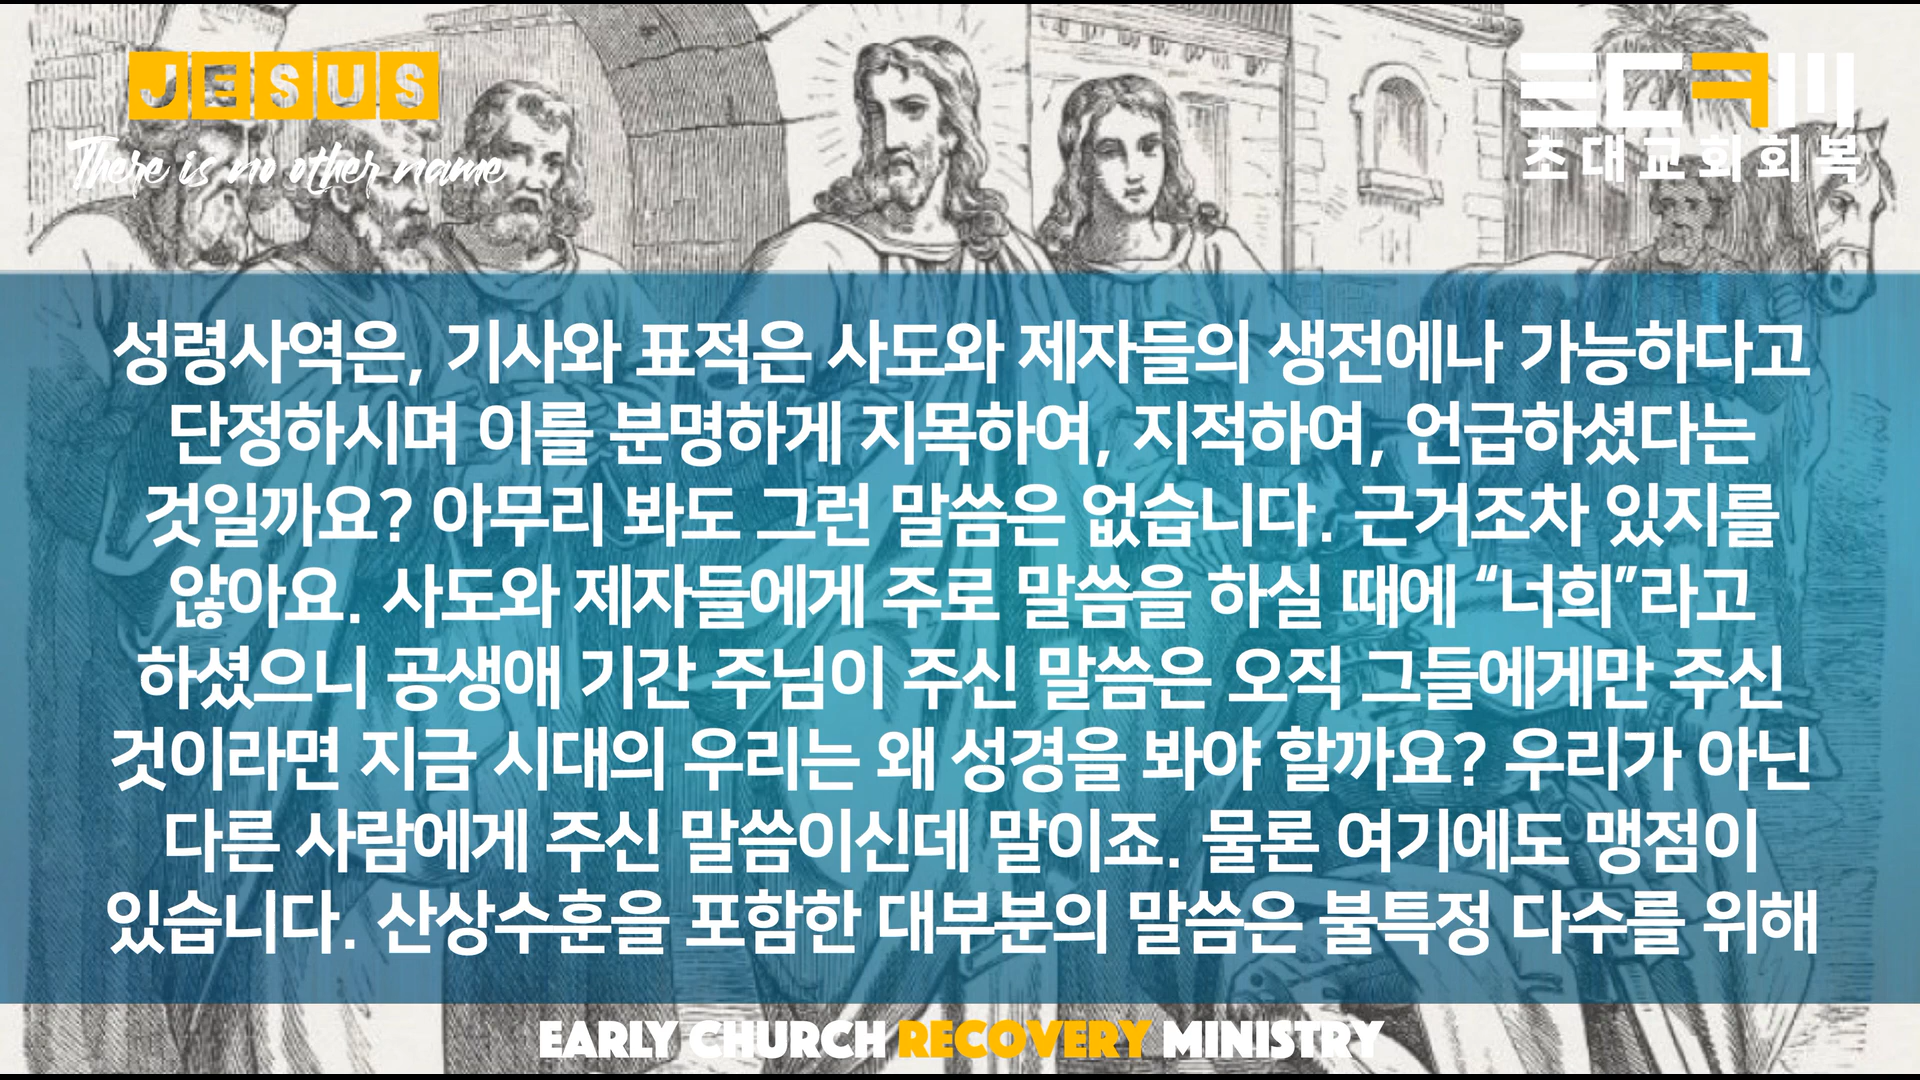 JESUS
There is no other name
초대교회회복
성령사역은, 기사와 표적은 사도와 제자들의 생전에나 가능하다고
단정하시며 이를 분명하게 지목하여, 지적하여, 언급하셨다는
것일까요? 아무리 봐도 그런 말씀은 없습니다. 근거조차 있지를
않아요. 사도와 제자들에게 주로 말씀을 하실 때에 “너희”라고
하셨으니 공생애 기간 주님이 주신 말씀은 오직 그들에게만 주신
것이라면 지금 시대의 우리는 왜 성경을 봐야 할까요? 우리가 아닌
다른 사람에게 주신 말씀이신데 말이죠. 물론 여기에도 맹점이
있습니다. 산상수훈을 포함한 대부분의 말씀은 불특정 다수를 위해
EARLY CHURCH RECOVERY MINISTRY